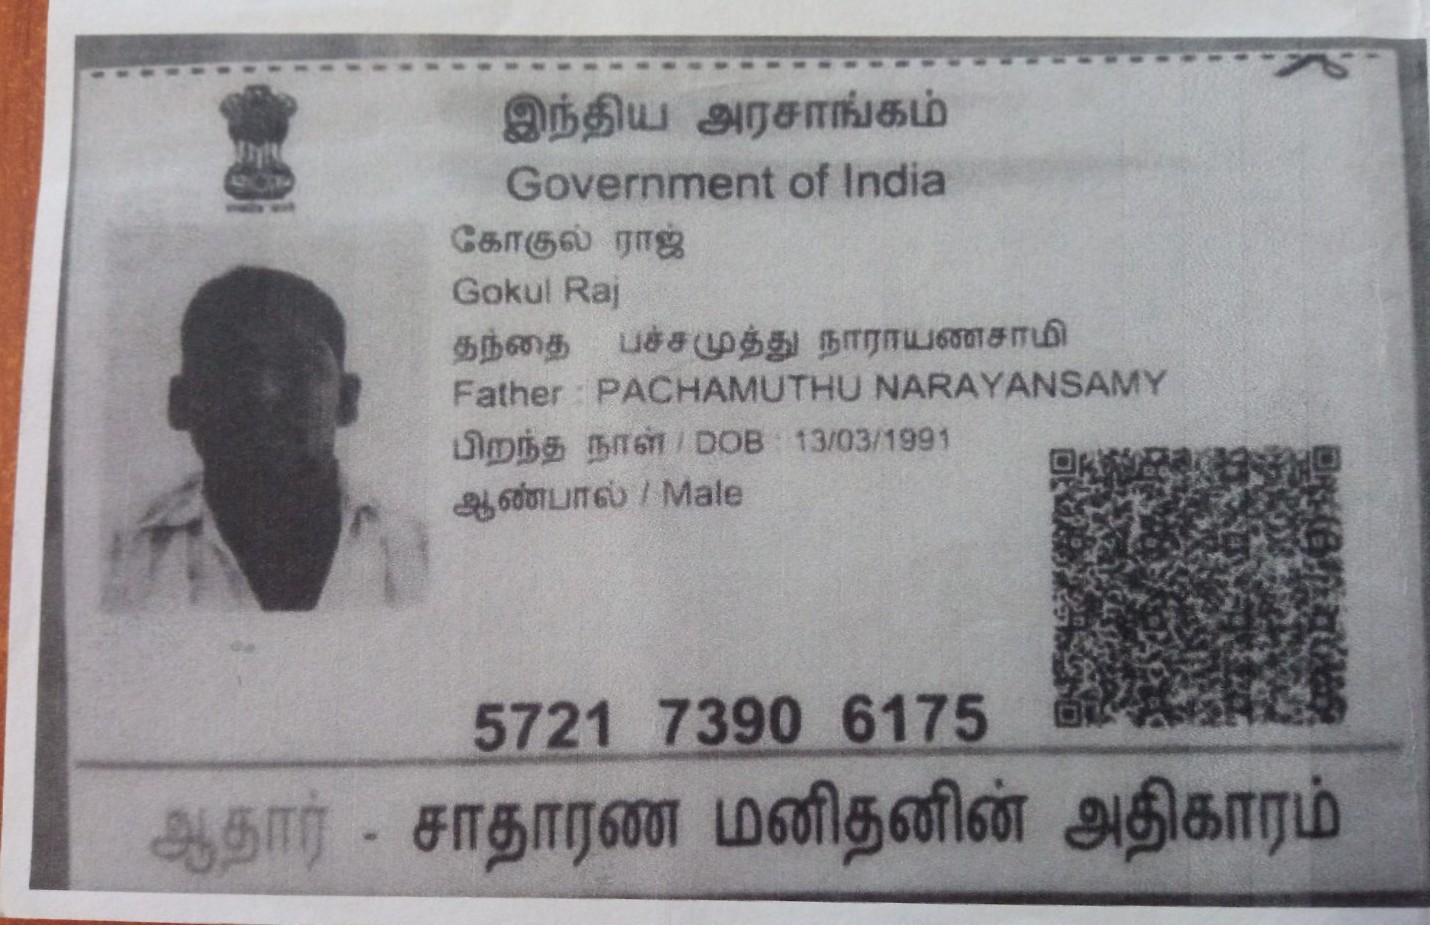 இந்திய அரசாங்கம்
Government of India
கோகுல் ராஜ்
Gokul Raj
தந்தை பச்சமுத்து நாராயணசாமி
Father : PACHAMUTHU NARAYANSAMY
பிறந்த நாள் / DOB : 13/03/1991
ஆண்பால் / Male
5721 7390 6175
ஆதார் - சாதாரண மனிதனின் அதிகாரம்